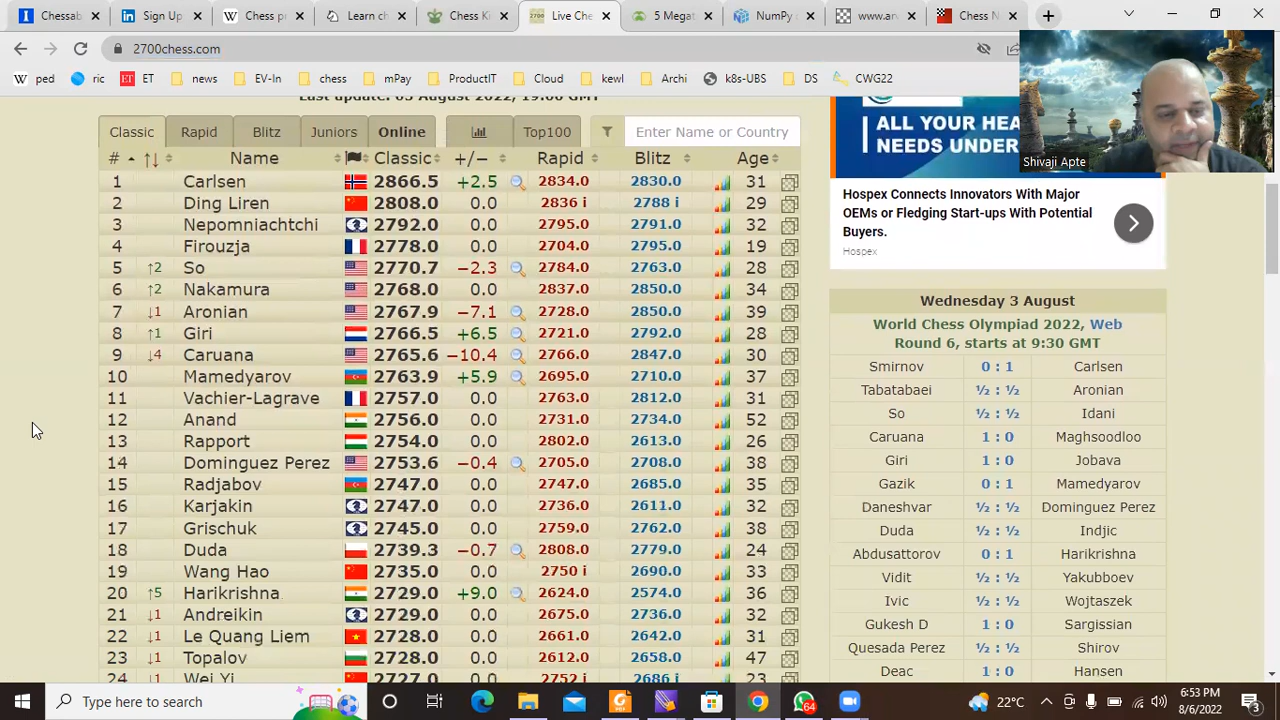 Chessab
Sign Up
Chess p
Learn c
Chess K
Live Che
5 Megat
NumPy
www.arv
Chess N
2700chess.com
ped ric ET news EV-In chess mPay ProductIT Cloud kewl Archi k8s-UBS DS CWG22
Shivaji Apte
Classic Rapid Blitz Juniors Online Top100 Enter Name or Country
# Name Classic +/− Rapid Blitz Age
1 Carlsen 2866.5 +2.5 2834.0 2830.0 31
2 Ding Liren 2808.0 0.0 2836 i 2788 i 29
3 Nepomniachtchi 2792.0 0.0 2795.0 2791.0 32
4 Firouzja 2778.0 0.0 2704.0 2795.0 19
5 ↑2 So 2770.7 −2.3 2784.0 2763.0 28
6 ↑2 Nakamura 2768.0 0.0 2837.0 2850.0 34
7 ↓1 Aronian 2767.9 −7.1 2728.0 2850.0 39
8 ↑1 Giri 2766.5 +6.5 2721.0 2792.0 28
9 ↓4 Caruana 2765.6 −10.4 2766.0 2847.0 30
10 Mamedyarov 2763.9 +5.9 2695.0 2710.0 37
11 Vachier-Lagrave 2757.0 0.0 2763.0 2812.0 31
12 Anand 2756.0 0.0 2731.0 2734.0 52
13 Rapport 2754.0 0.0 2802.0 2613.0 26
14 Dominguez Perez 2753.6 −0.4 2705.0 2708.0 38
15 Radjabov 2747.0 0.0 2747.0 2685.0 35
16 Karjakin 2747.0 0.0 2736.0 2611.0 32
17 Grischuk 2745.0 0.0 2759.0 2762.0 38
18 Duda 2739.3 −0.7 2808.0 2779.0 24
19 Wang Hao 2735.0 0.0 2750 i 2690.0 33
20 ↑5 Harikrishna 2729.0 +9.0 2624.0 2574.0 36
21 ↓1 Andreikin 2729.0 0.0 2675.0 2736.0 32
22 ↓1 Le Quang Liem 2728.0 0.0 2661.0 2642.0 31
23 ↓1 Topalov 2728.0 0.0 2612.0 2658.0 47
24 ↓1 Wei Yi 2727.0 0.0 2752 i 2686 i 23
ALL YOUR HEA
NEEDS UNDER
Hospex Connects Innovators With Major
OEMs or Fledging Start-ups With Potential
Buyers.
Hospex
Wednesday 3 August
World Chess Olympiad 2022, Web
Round 6, starts at 9:30 GMT
Smirnov 0 : 1 Carlsen
Tabatabaei ½ : ½ Aronian
So ½ : ½ Idani
Caruana 1 : 0 Maghsoodloo
Giri 1 : 0 Jobava
Gazik 0 : 1 Mamedyarov
Daneshvar ½ : ½ Dominguez Perez
Duda ½ : ½ Indjic
Abdusattorov 0 : 1 Harikrishna
Vidit ½ : ½ Yakubboev
Ivic ½ : ½ Wojtaszek
Gukesh D 1 : 0 Sargissian
Quesada Perez ½ : ½ Shirov
Deac 1 : 0 Hansen
Type here to search
64
22°C
6:53 PM
8/6/2022
3